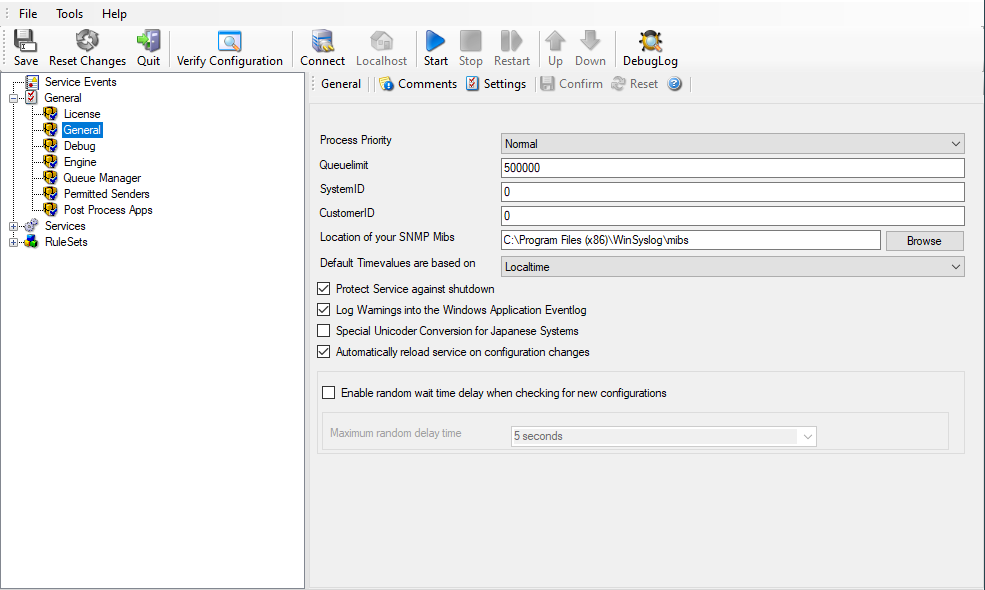 File Tools Help
Save Reset Changes Quit Verify Configuration Connect Localhost Start Stop Restart Up Down DebugLog
Service Events
General
License
General
Debug
Engine
Queue Manager
Permitted Senders
Post Process Apps
Services
RuleSets
General Comments Settings Confirm Reset ?
Process Priority Normal
Queuelimit 500000
SystemID 0
CustomerID 0
Location of your SNMP Mibs C:\Program Files (x86)\WinSyslog\mibs Browse
Default Timevalues are based on Localtime
Protect Service against shutdown
Log Warnings into the Windows Application Eventlog
Special Unicoder Conversion for Japanese Systems
Automatically reload service on configuration changes
Enable random wait time delay when checking for new configurations
Maximum random delay time 5 seconds